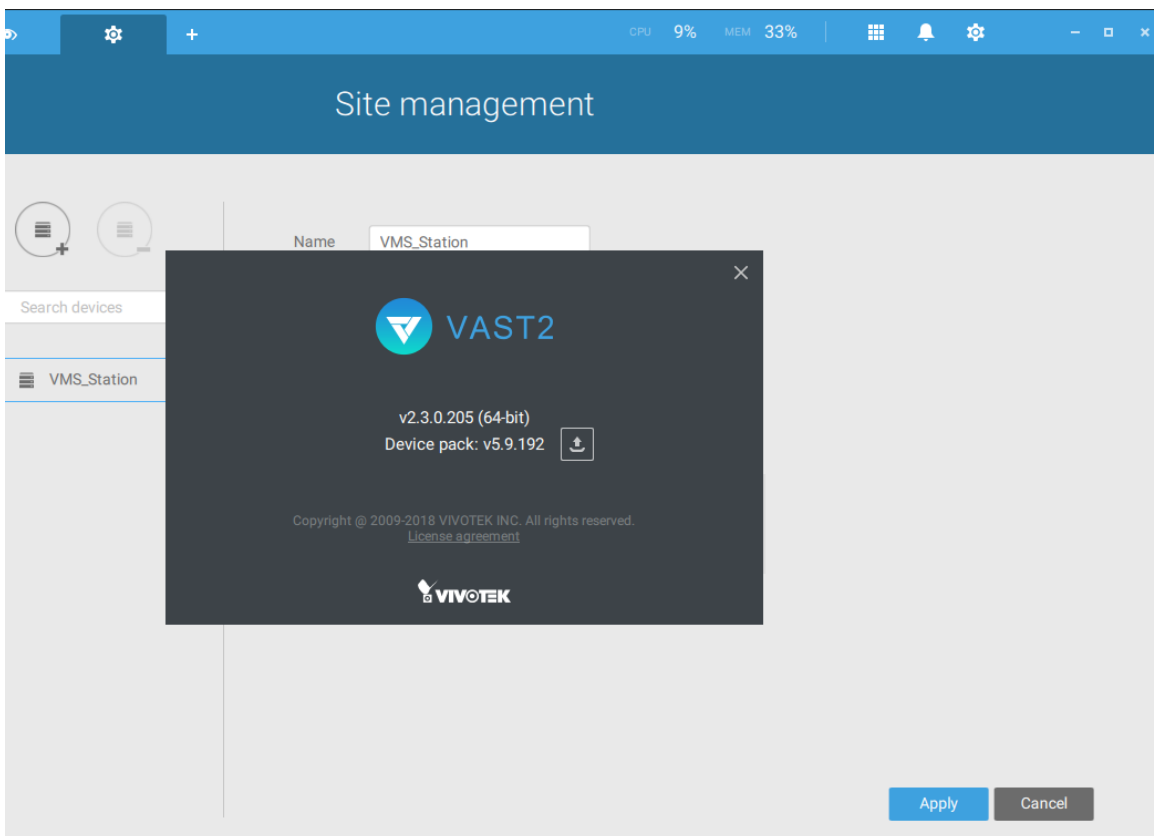 CPU 9% MEM 33%
Site management
Name VMS_Station
Search devices
VMS_Station
VAST2
v2.3.0.205 (64-bit)
Device pack: v5.9.192
Copyright @ 2009-2018 VIVOTEK INC. All rights reserved.
License agreement
VIVOTEK
Apply Cancel